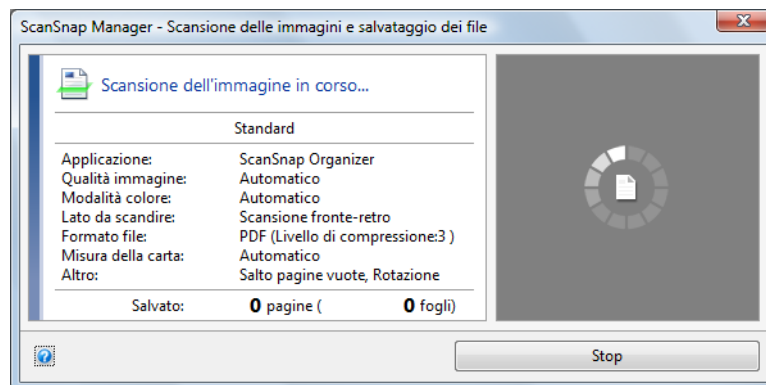 ScanSnap Manager - Scansione delle immagini e salvataggio dei file
Scansione dell'immagine in corso...
Standard
Applicazione: ScanSnap Organizer
Qualità immagine: Automatico
Modalità colore: Automatico
Lato da scandire: Scansione fronte-retro
Formato file: PDF (Livello di compressione:3 )
Misura della carta: Automatico
Altro: Salto pagine vuote, Rotazione
Salvato: 0 pagine ( 0 fogli)
Stop